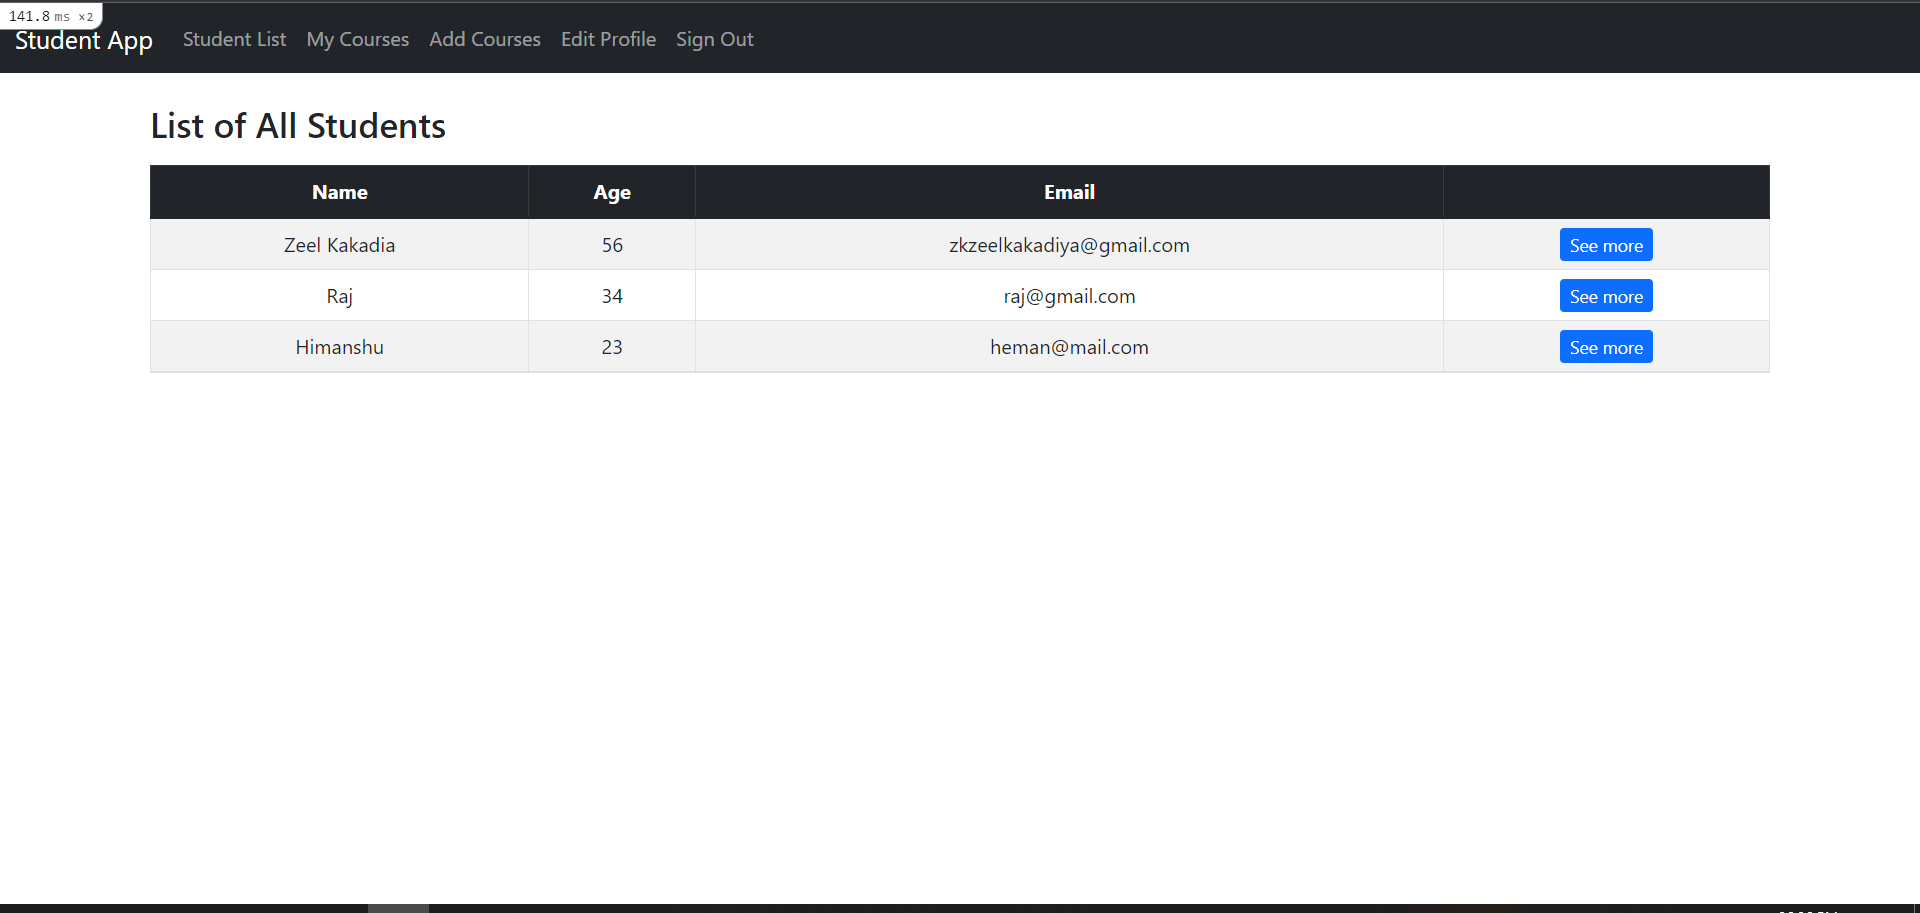 141.8 ms ×2
Student App Student List My Courses Add Courses Edit Profile Sign Out
List of All Students
Name Age Email
Zeel Kakadia 56 zkzeelkakadiya@gmail.com See more
Raj 34 raj@gmail.com See more
Himanshu 23 heman@mail.com See more